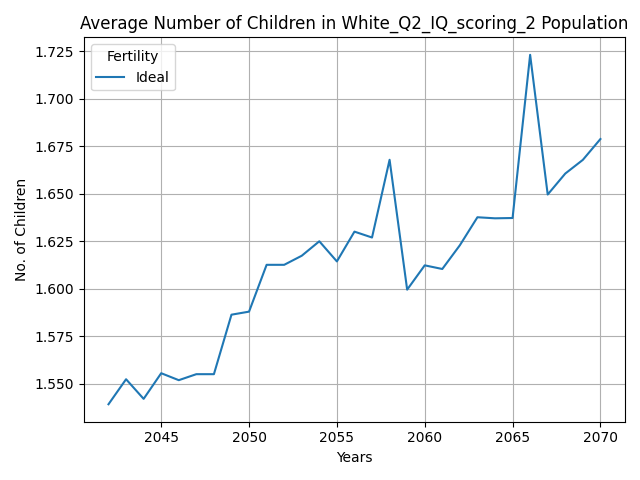 Average Number of Children in White_Q2_IQ_scoring_2 Population
Fertility
Ideal
No. of Children
1.725
1.700
1.675
1.650
1.625
1.600
1.575
1.550
2045
2050
2055
2060
2065
2070
Years